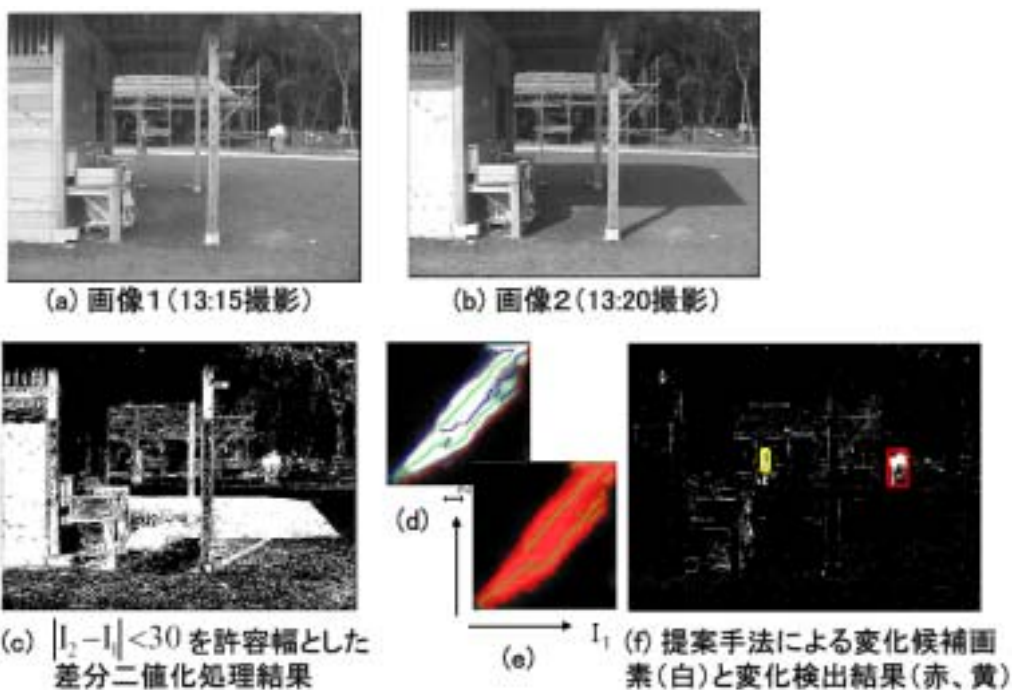 (a) 画像1(13:15撮影)
(b) 画像2(13:20撮影)
(d)
(e)
I₁
(c) |I₂−I₁|<30 を許容幅とした
差分二値化処理結果
(f) 提案手法による変化候補画
素(白)と変化検出結果(赤、黄)